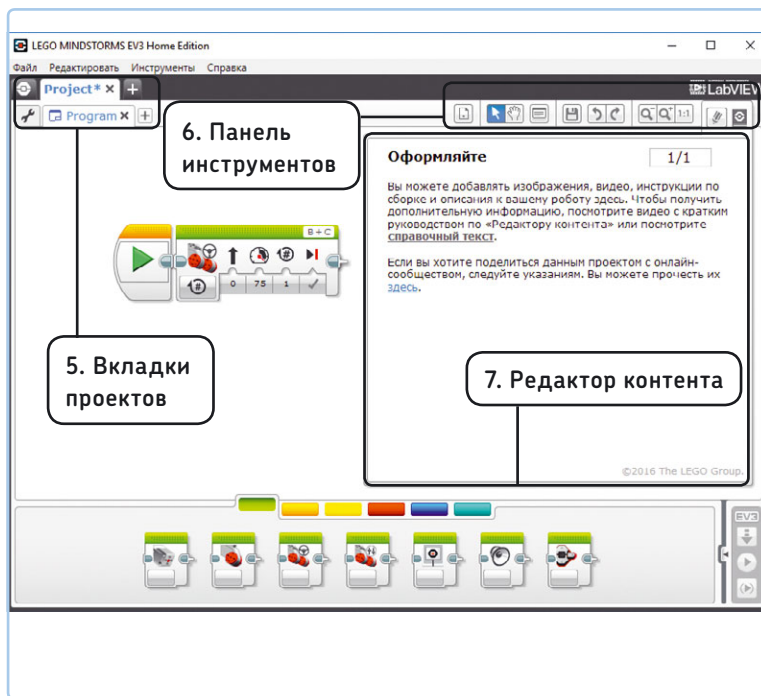 LEGO MINDSTORMS EV3 Home Edition
Файл Редактировать Инструменты Справка
Project*
LabVIEW
Program
6. Панель
инструментов
1:1
Оформляйте
1/1
Вы можете добавлять изображения, видео, инструкции по
сборке и описания к вашему роботу здесь. Чтобы получить
дополнительную информацию, посмотрите видео с кратким
руководством по «Редактору контента» или посмотрите
справочный текст.
Если вы хотите поделиться данным проектом с онлайн-
сообществом, следуйте указаниям. Вы можете прочесть их
здесь.
B + C
#
# 0 75 1
5. Вкладки
проектов
7. Редактор контента
©2016 The LEGO Group.
EV3